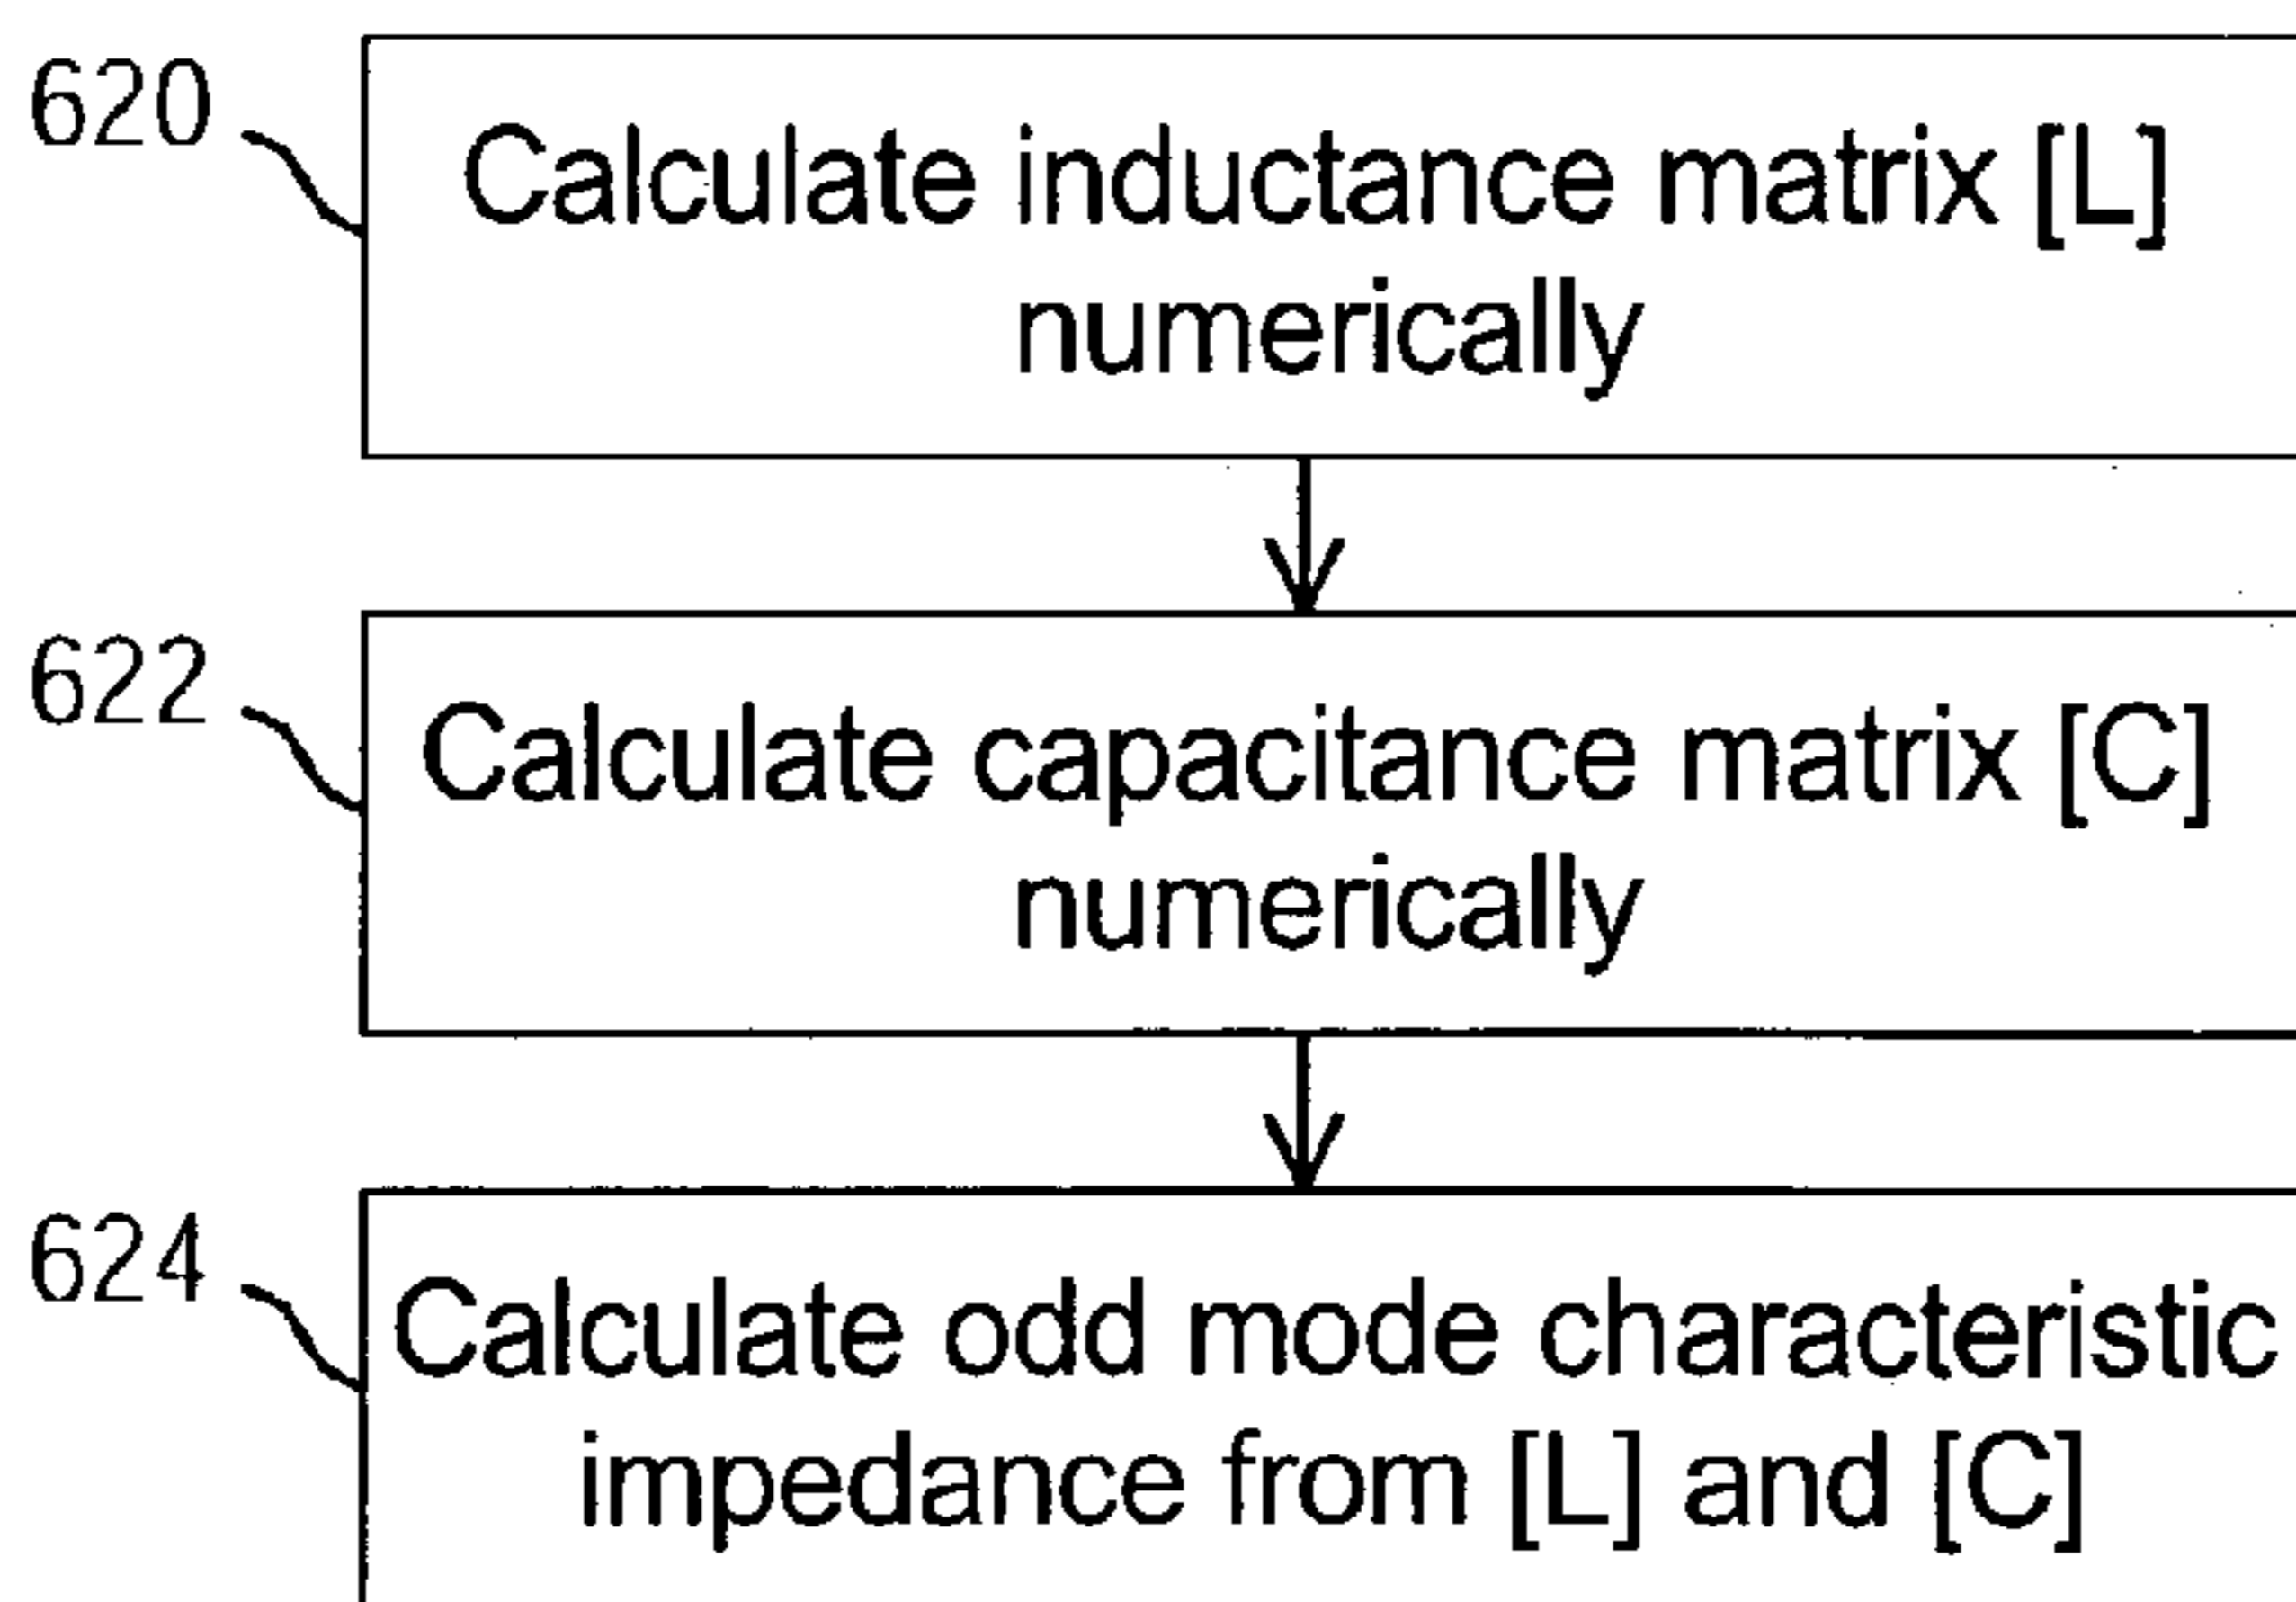 620
Calculate inductance matrix [L]
numerically
622
Calculate capacitance matrix [C]
numerically
624
Calculate odd mode characteristic
impedance from [L] and [C]